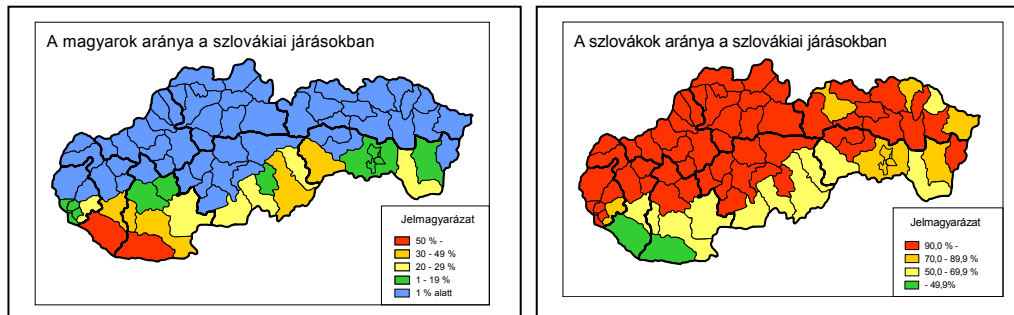 A magyarok aránya a szlovákiai járásokban
Jelmagyarázat
50 % -
30 - 49 %
20 - 29 %
1 - 19 %
1 % alatt
A szlovákok aránya a szlovákiai járásokban
Jelmagyarázat
90,0 % -
70,0 - 89,9 %
50,0 - 69,9 %
- 49,9%